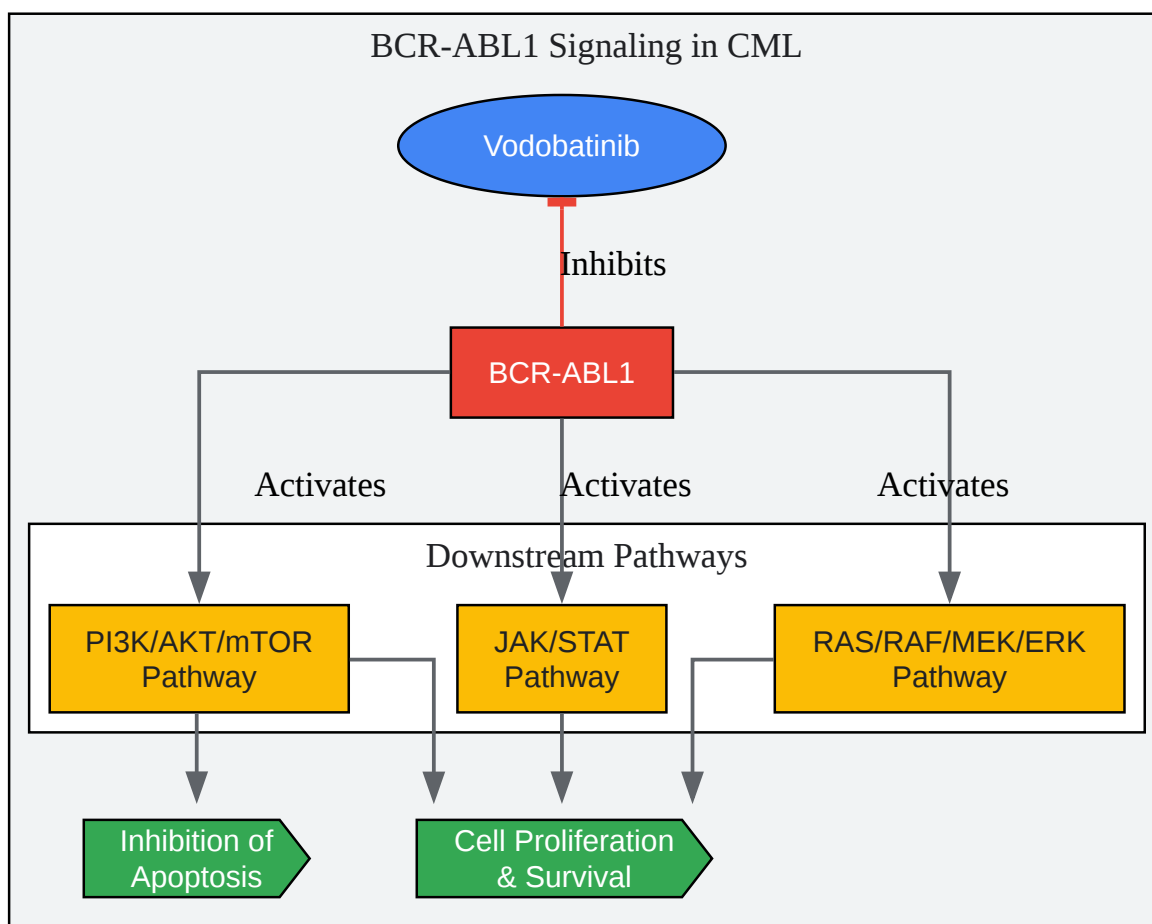 BCR-ABL1 Signaling in CML
Vodobatinib
Inhibits
BCR-ABL1
Activates
Activates
Activates
Downstream Pathways
PI3K/AKT/mTOR
Pathway
JAK/STAT
Pathway
RAS/RAF/MEK/ERK
Pathway
Inhibition of
Apoptosis
Cell Proliferation
& Survival